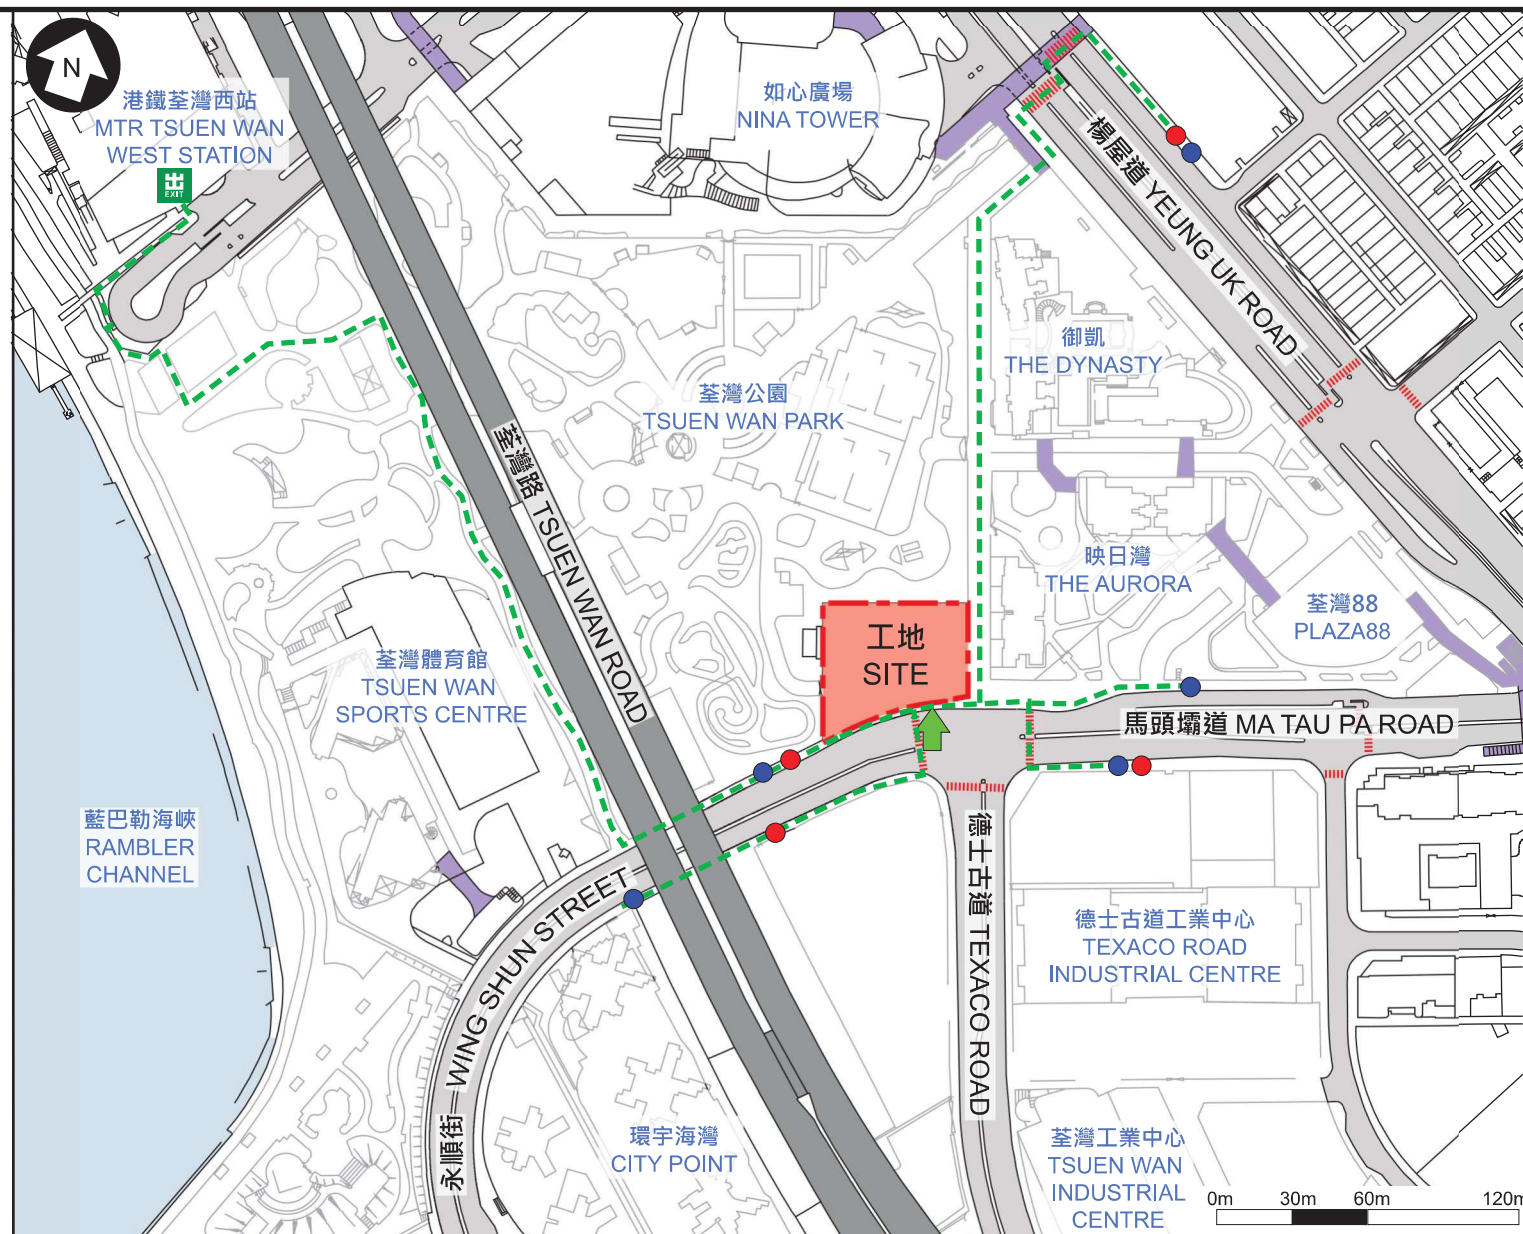 N
港鐵荃灣西站
MTR TSUEN WAN
WEST STATION
出
EXIT
如心廣場
NINA TOWER
楊屋道 YEUNG UK ROAD
御凱
THE DYNASTY
荃灣公園
TSUEN WAN PARK
荃灣路 TSUEN WAN ROAD
映日灣
THE AURORA
荃灣88
PLAZA88
工地
SITE
荃灣體育館
TSUEN WAN
SPORTS CENTRE
馬頭壩道 MA TAU PA ROAD
藍巴勒海峽
RAMBLER
CHANNEL
德士古道 TEXACO ROAD
永順街 WING SHUN STREET
德士古道工業中心
TEXACO ROAD
INDUSTRIAL CENTRE
環宇海灣
CITY POINT
荃灣工業中心
TSUEN WAN
INDUSTRIAL
CENTRE
0m 30m 60m 120m